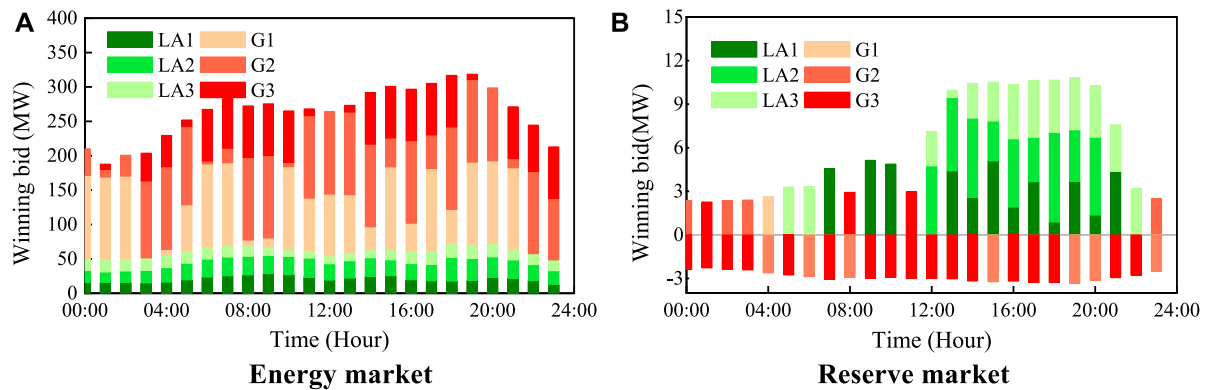 A
400
350
300
250
200
150
100
50
0
Winning bid (MW)
LA1 G1
LA2 G2
LA3 G3
00:00 04:00 08:00 12:00 16:00 20:00 24:00
Time (Hour)
Energy market
B
15
12
9
6
3
0
-3
Winning bid(MW)
LA1 G1
LA2 G2
LA3 G3
00:00 04:00 08:00 12:00 16:00 20:00 24:00
Time (Hour)
Reserve market